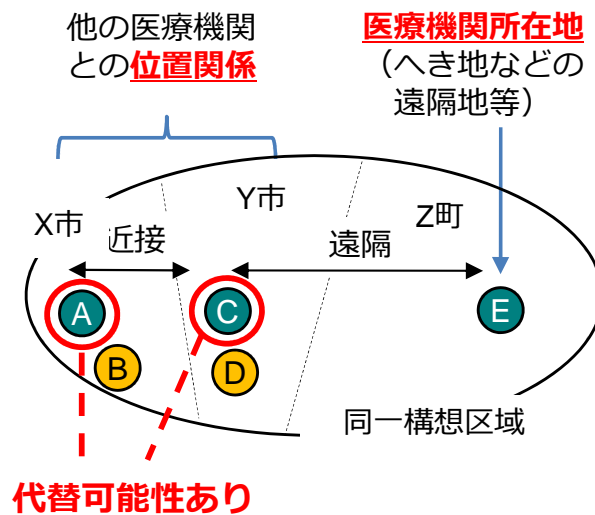 他の医療機関
との位置関係
医療機関所在地
（へき地などの
遠隔地等）
X市
近接
Y市
遠隔
Z町
A
B
C
D
E
同一構想区域
代替可能性あり